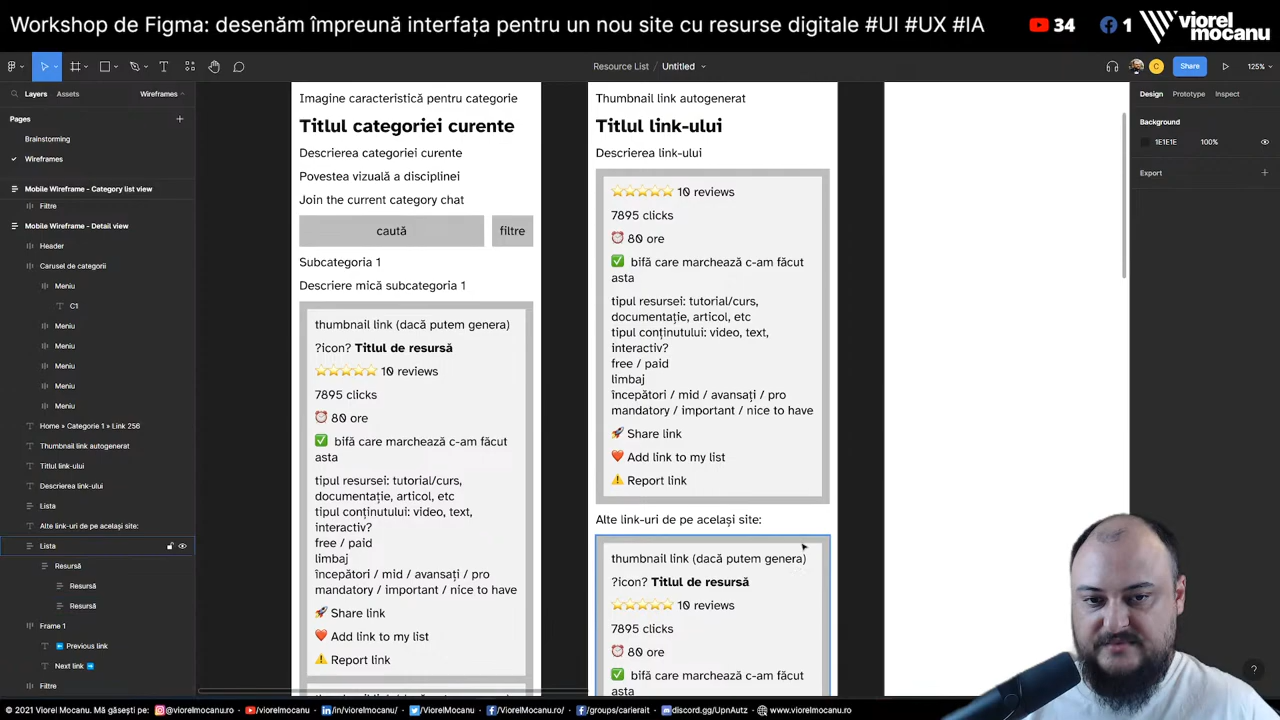 Workshop de Figma: desenăm împreună interfața pentru un nou site cu resurse digitale #UI #UX #IA
34
1
viorel
mocanu
Resource List / Untitled
C
Share
125%
Layers
Assets
Wireframes
Pages
Brainstorming
Wireframes
Mobile Wireframe - Category list view
Filtre
Mobile Wireframe - Detail view
Header
Carusel de categorii
Meniu
C1
Meniu
Meniu
Meniu
Meniu
Meniu
Home » Categorie 1 » Link 256
Thumbnail link autogenerat
Titlul link-ului
Descrierea link-ului
Lista
Alte link-uri de pe același site:
Lista
Resursă
Resursă
Resursă
Frame 1
⬅ Previous link
Next link ➡
Filtre
Imagine caracteristică pentru categorie
Titlul categoriei curente
Descrierea categoriei curente
Povestea vizuală a disciplinei
Join the current category chat
caută
filtre
Subcategoria 1
Descriere mică subcategoria 1
thumbnail link (dacă putem genera)
?icon? Titlul de resursă
⭐⭐⭐⭐⭐ 10 reviews
7895 clicks
⏰ 80 ore
✅ bifă care marchează c-am făcut
asta
tipul resursei: tutorial/curs,
documentație, articol, etc
tipul conținutului: video, text,
interactiv?
free / paid
limbaj
începători / mid / avansați / pro
mandatory / important / nice to have
🚀 Share link
❤️ Add link to my list
⚠️ Report link
Thumbnail link autogenerat
Titlul link-ului
Descrierea link-ului
⭐⭐⭐⭐⭐ 10 reviews
7895 clicks
⏰ 80 ore
✅ bifă care marchează c-am făcut
asta
tipul resursei: tutorial/curs,
documentație, articol, etc
tipul conținutului: video, text,
interactiv?
free / paid
limbaj
începători / mid / avansați / pro
mandatory / important / nice to have
🚀 Share link
❤️ Add link to my list
⚠️ Report link
Alte link-uri de pe același site:
thumbnail link (dacă putem genera)
?icon? Titlul de resursă
⭐⭐⭐⭐⭐ 10 reviews
7895 clicks
⏰ 80 ore
✅ bifă care marchează c-am făcut
asta
Design
Prototype
Inspect
Background
1E1E1E
100%
Export
?
© 2021 Viorel Mocanu. Mă găsești pe:
@viorelmocanu
/viorelmocanu
/in/viorelmocanu/
/ViorelMocanu
/ViorelMocanu.ro/
/groups/carierait
discord.gg/UpnAutz
www.viorelmocanu.ro